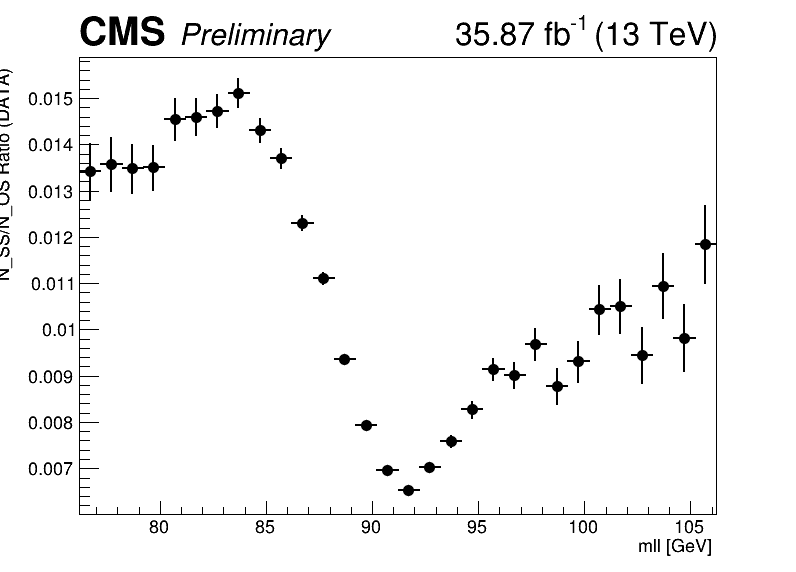 CMS Preliminary 35.87 fb-1 (13 TeV)
N_SS/N_OS Ratio (DATA)
0.015
0.014
0.013
0.012
0.011
0.01
0.009
0.008
0.007
80 85 90 95 100 105
mll [GeV]